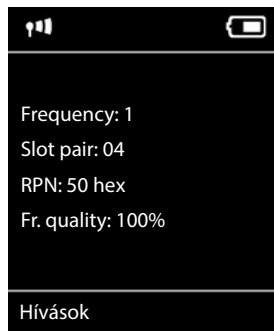 Frequency: 1
Slot pair: 04
RPN: 50 hex
Fr. quality: 100%
Hívások